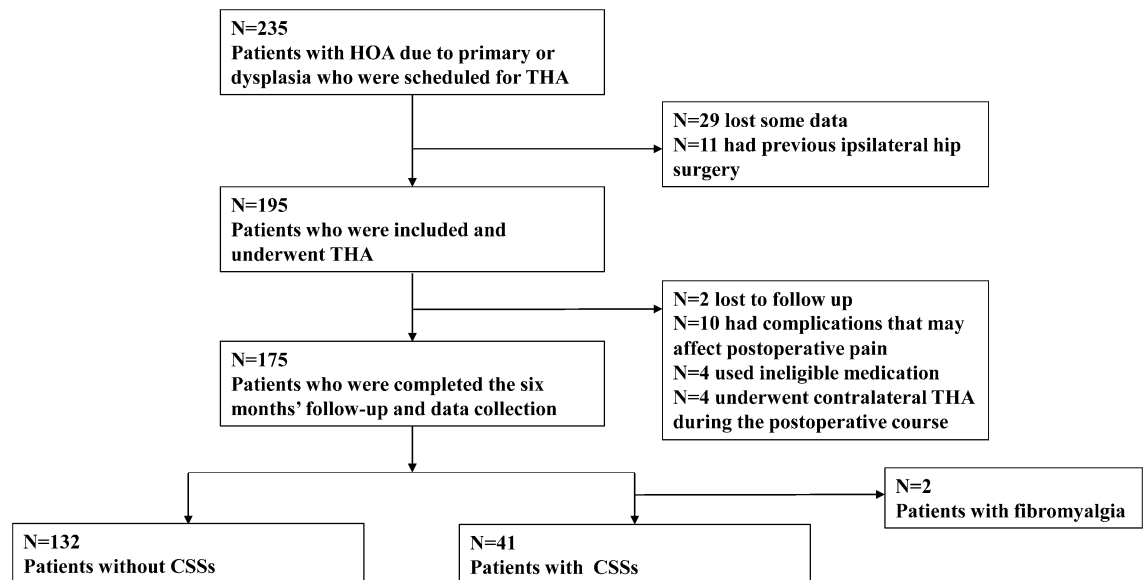 N=235
Patients with HOA due to primary or
dysplasia who were scheduled for THA
N=29 lost some data
N=11 had previous ipsilateral hip
surgery
N=195
Patients who were included and
underwent THA
N=2 lost to follow up
N=10 had complications that may
affect postoperative pain
N=4 used ineligible medication
N=4 underwent contralateral THA
during the postoperative course
N=175
Patients who were completed the six
months’ follow-up and data collection
N=2
Patients with fibromyalgia
N=132
Patients without CSSs
N=41
Patients with CSSs